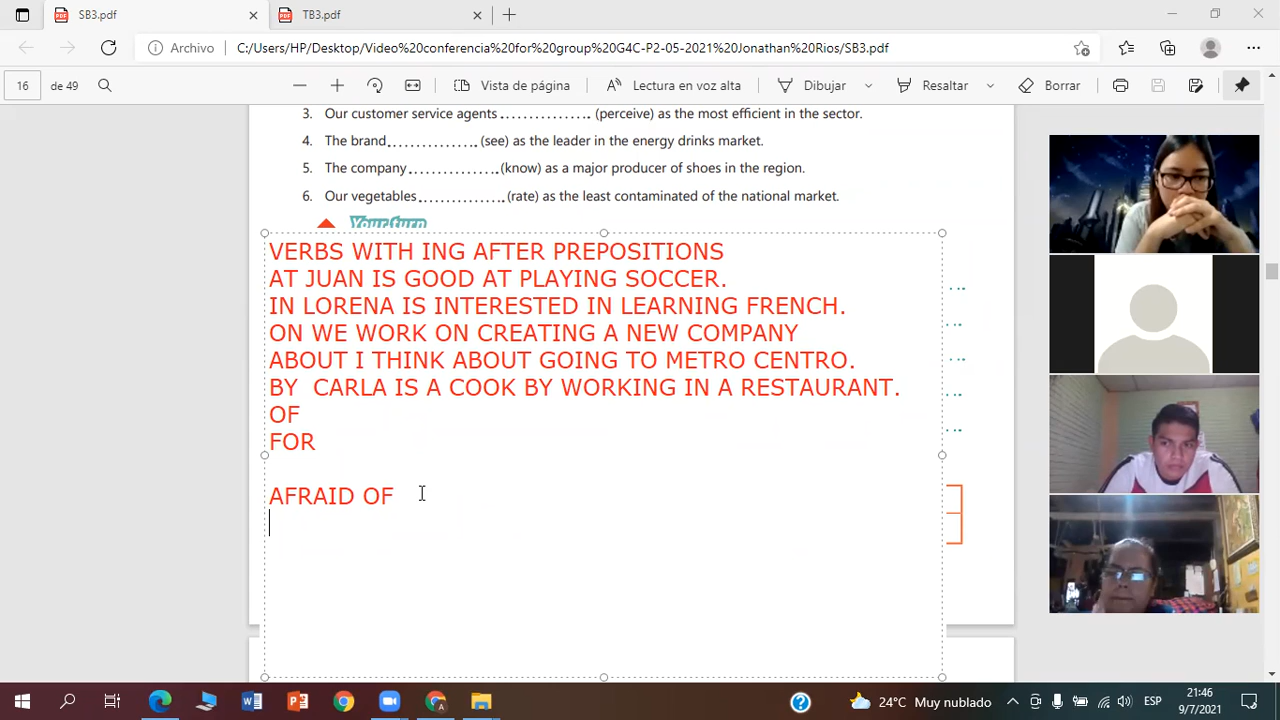 SB3.pdf
TB3.pdf
Archivo
C:/Users/HP/Desktop/Video%20conferencia%20for%20group%20G4C-P2-05-2021%20Jonathan%20Rios/SB3.pdf
16 de 49
Vista de página
Lectura en voz alta
Dibujar
Resaltar
Borrar
3. Our customer service agents ............... (perceive) as the most efficient in the sector.
4. The brand............... (see) as the leader in the energy drinks market.
5. The company............... (know) as a major producer of shoes in the region.
6. Our vegetables............... (rate) as the least contaminated of the national market.
Your turn
VERBS WITH ING AFTER PREPOSITIONS
AT JUAN IS GOOD AT PLAYING SOCCER.
IN LORENA IS INTERESTED IN LEARNING FRENCH.
ON WE WORK ON CREATING A NEW COMPANY
ABOUT I THINK ABOUT GOING TO METRO CENTRO.
BY  CARLA IS A COOK BY WORKING IN A RESTAURANT.
OF
FOR
AFRAID OF
24°C Muy nublado
ESP
21:46
9/7/2021